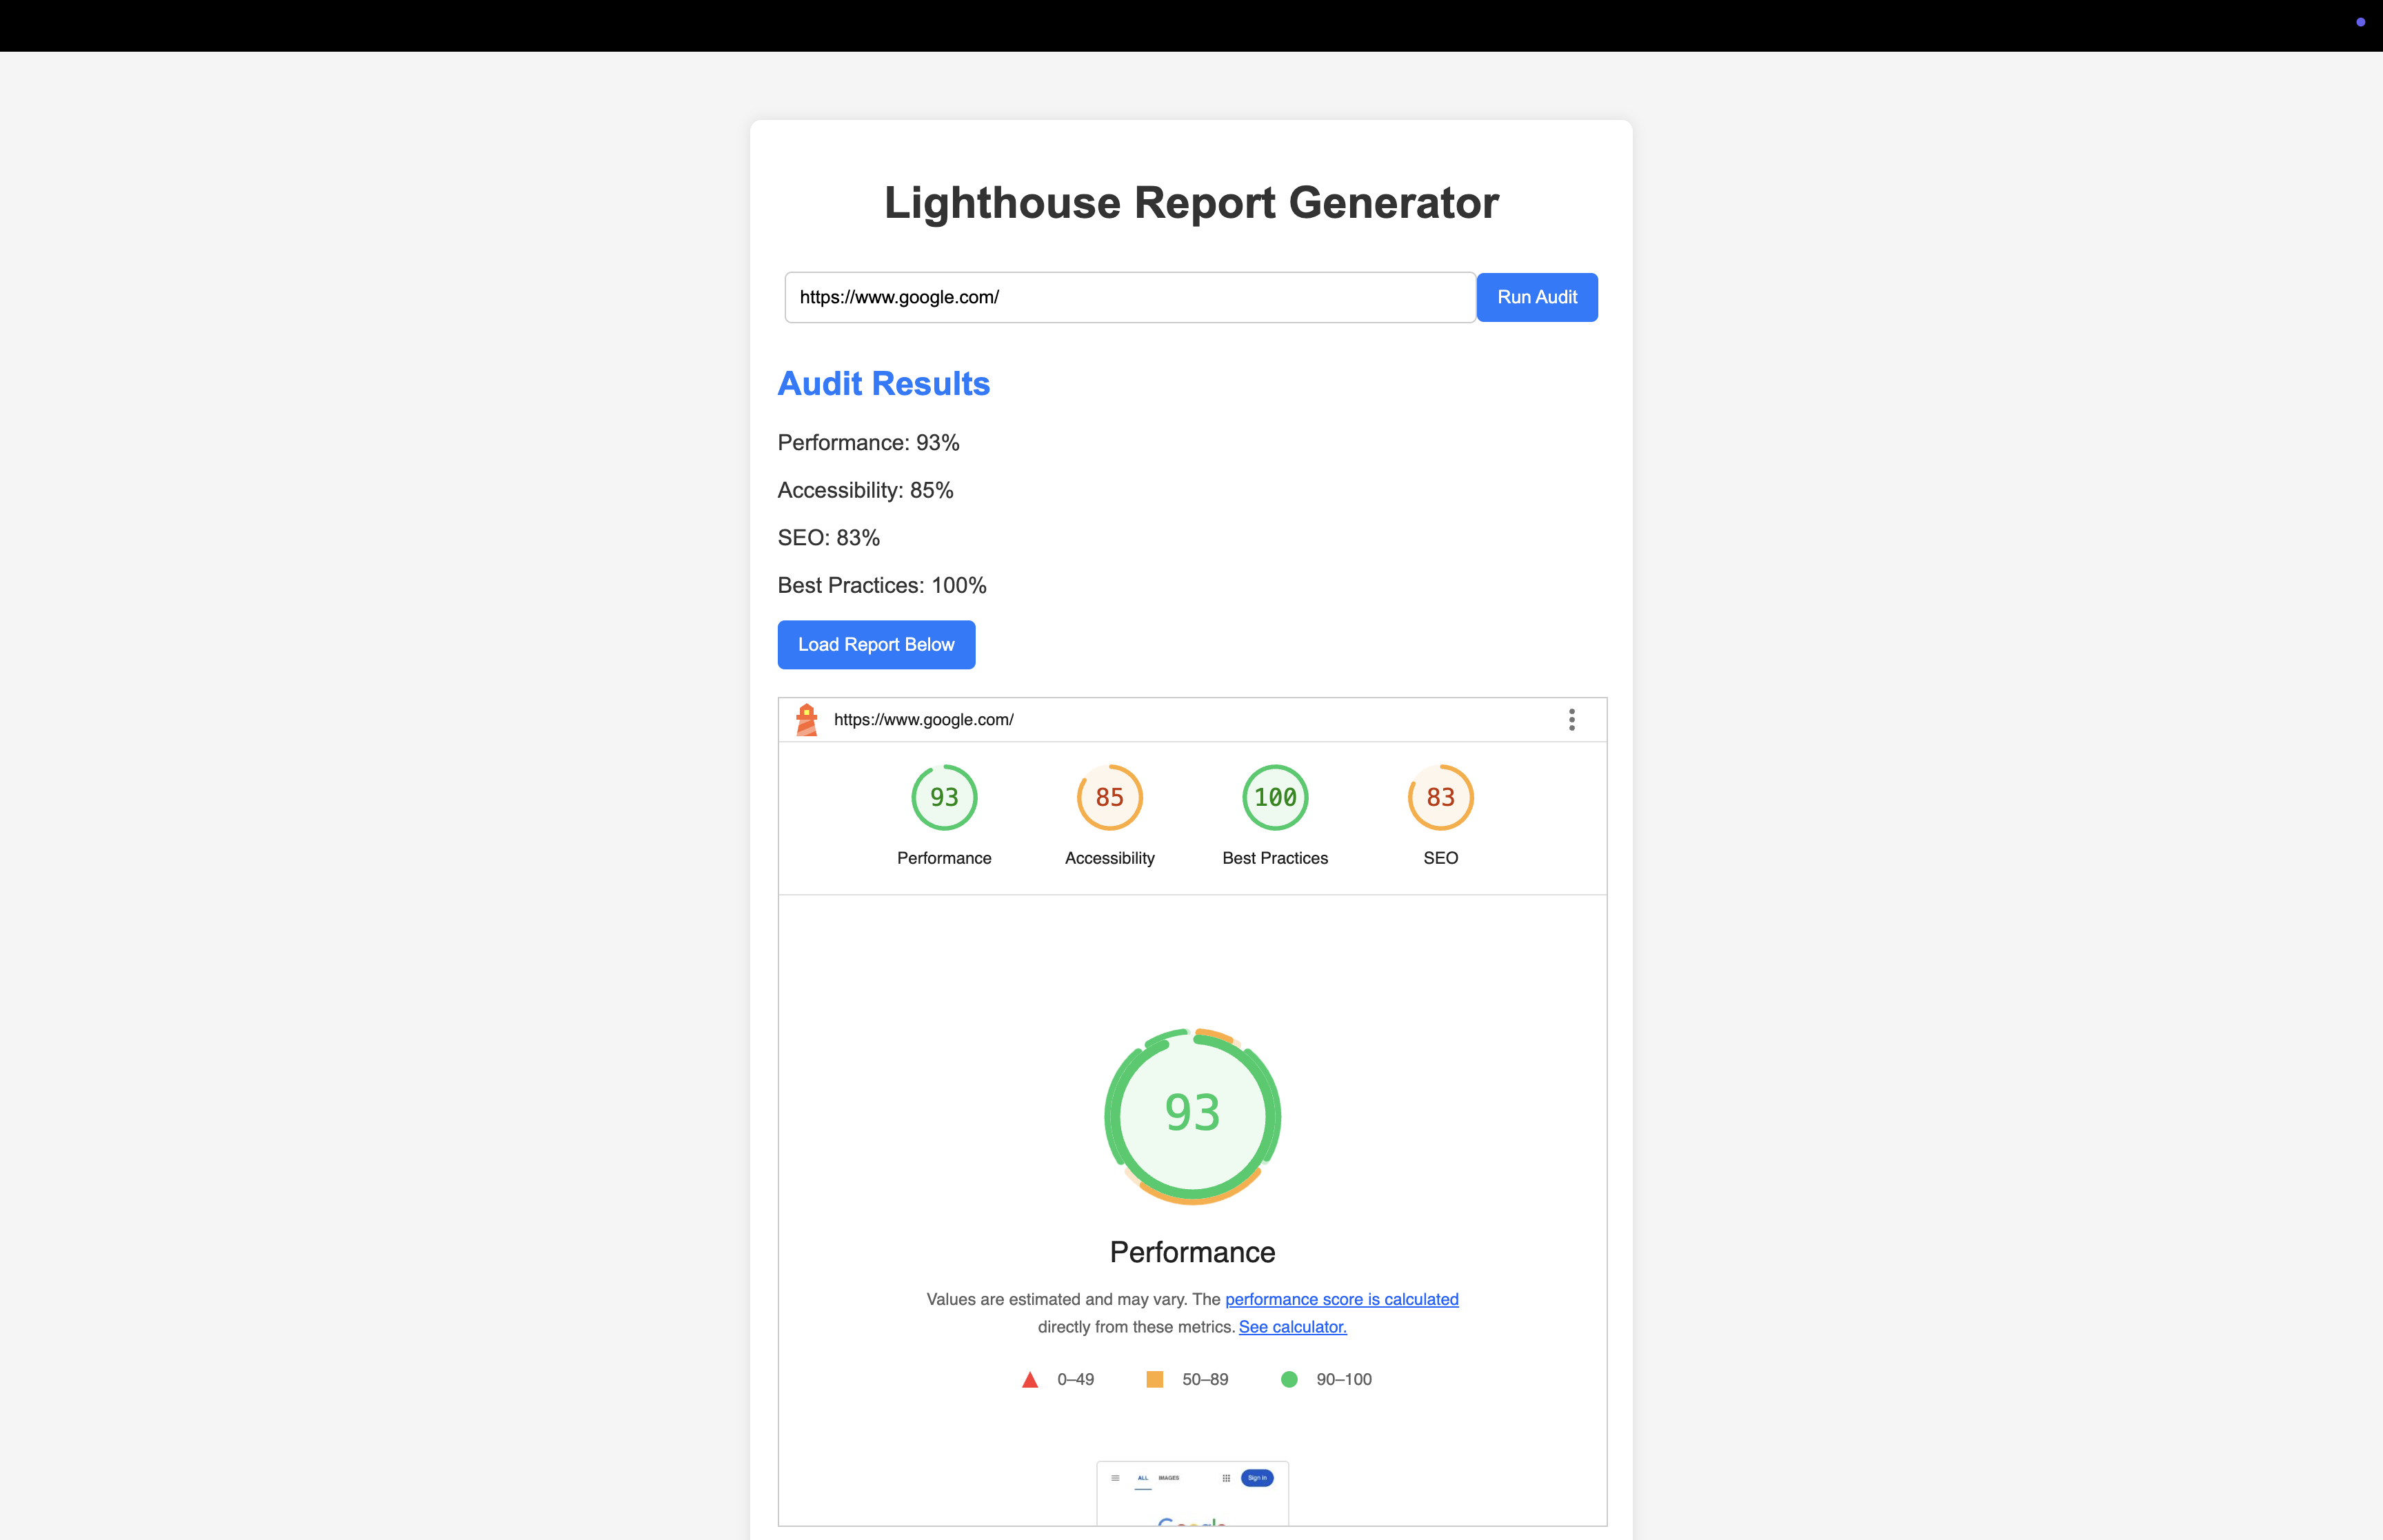 Lighthouse Report Generator
https://www.google.com/ Run Audit
Audit Results
Performance: 93%
Accessibility: 85%
SEO: 83%
Best Practices: 100%
Load Report Below
https://www.google.com/
93 85 100 83
Performance Accessibility Best Practices SEO
93
Performance
Values are estimated and may vary. The performance score is calculated
directly from these metrics. See calculator.
0–49 50–89 90–100
ALL IMAGES Sign in
Google